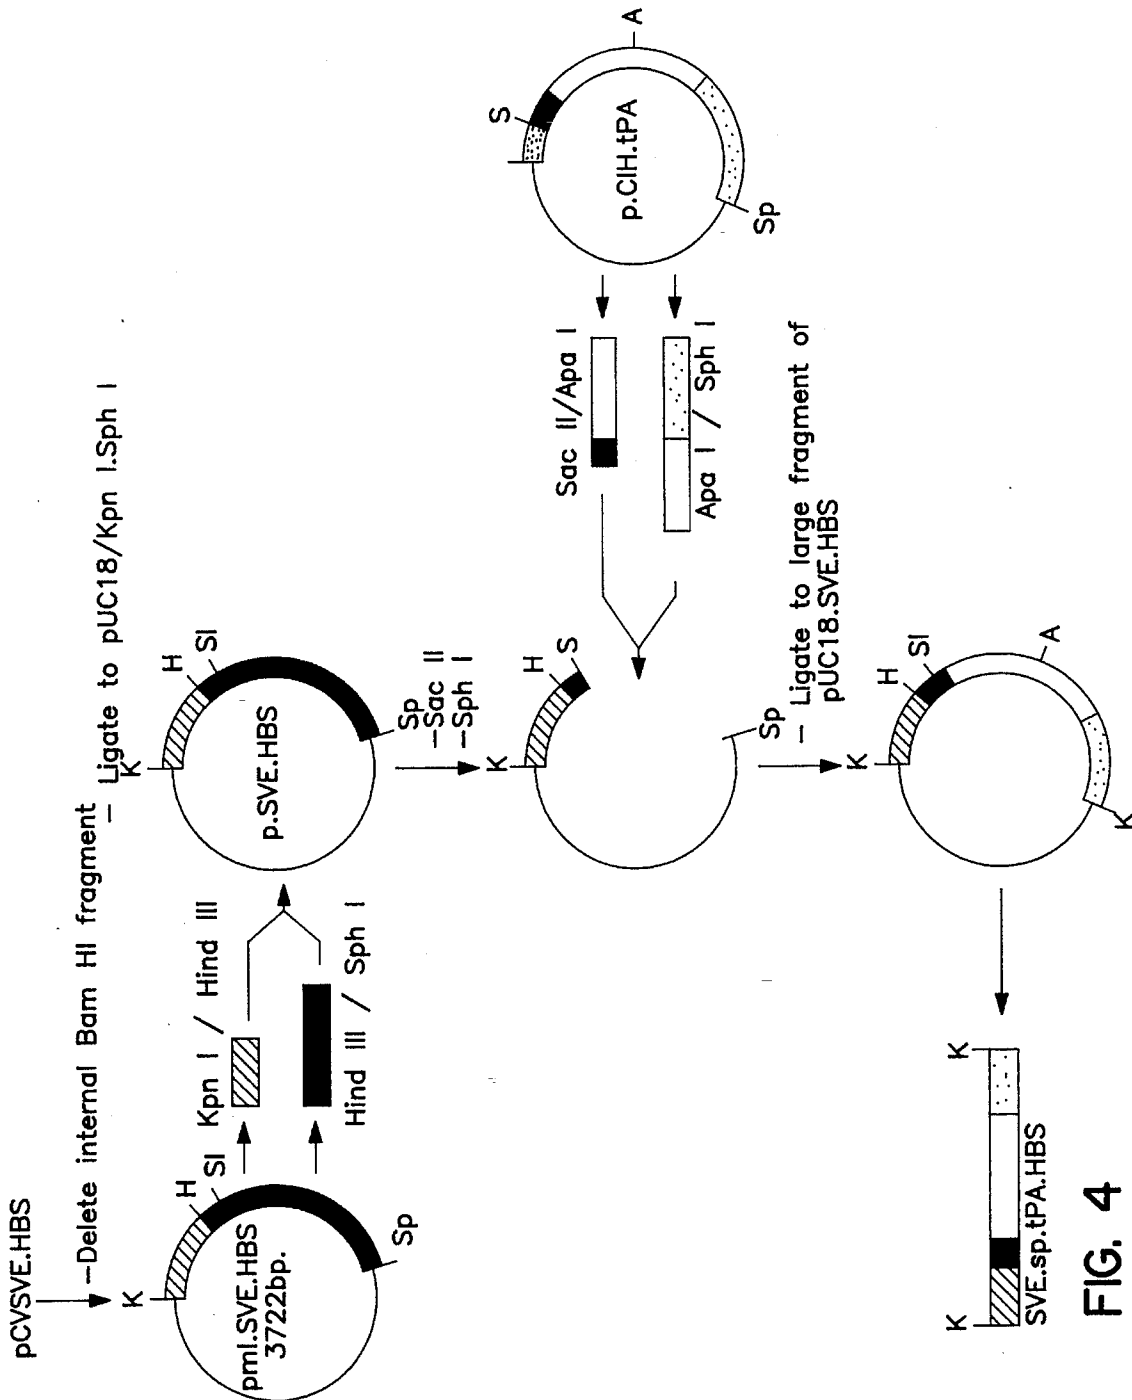 pCVSVE.HBS
–Delete internal Bam HI fragment
– Ligate to pUC18/Kpn I.Sph I
K
H
SI
Sp
pml.SVE.HBS
3722bp.
Kpn I / Hind III
Hind III / Sph I
K
H
SI
Sp
p.SVE.HBS
–Sac II
–Sph I
K
H
S
Sp
S
A
Sp
p.CIH.tPA
Sac II/Apa I
Apa I / Sph I
– Ligate to large fragment of
pUC18.SVE.HBS
K
H
SI
A
K
K
K
SVE.sp.tPA.HBS
FIG. 4